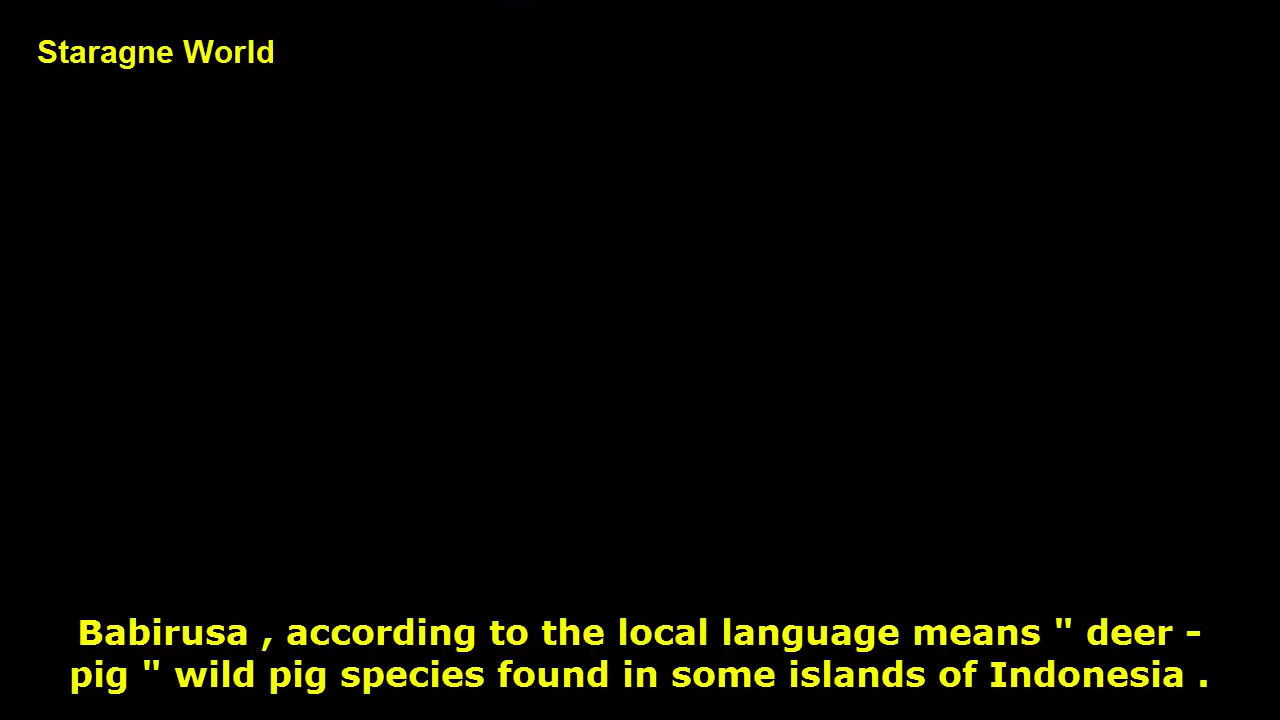 Staragne World
Babirusa , according to the local language means " deer -
pig " wild pig species found in some islands of Indonesia .